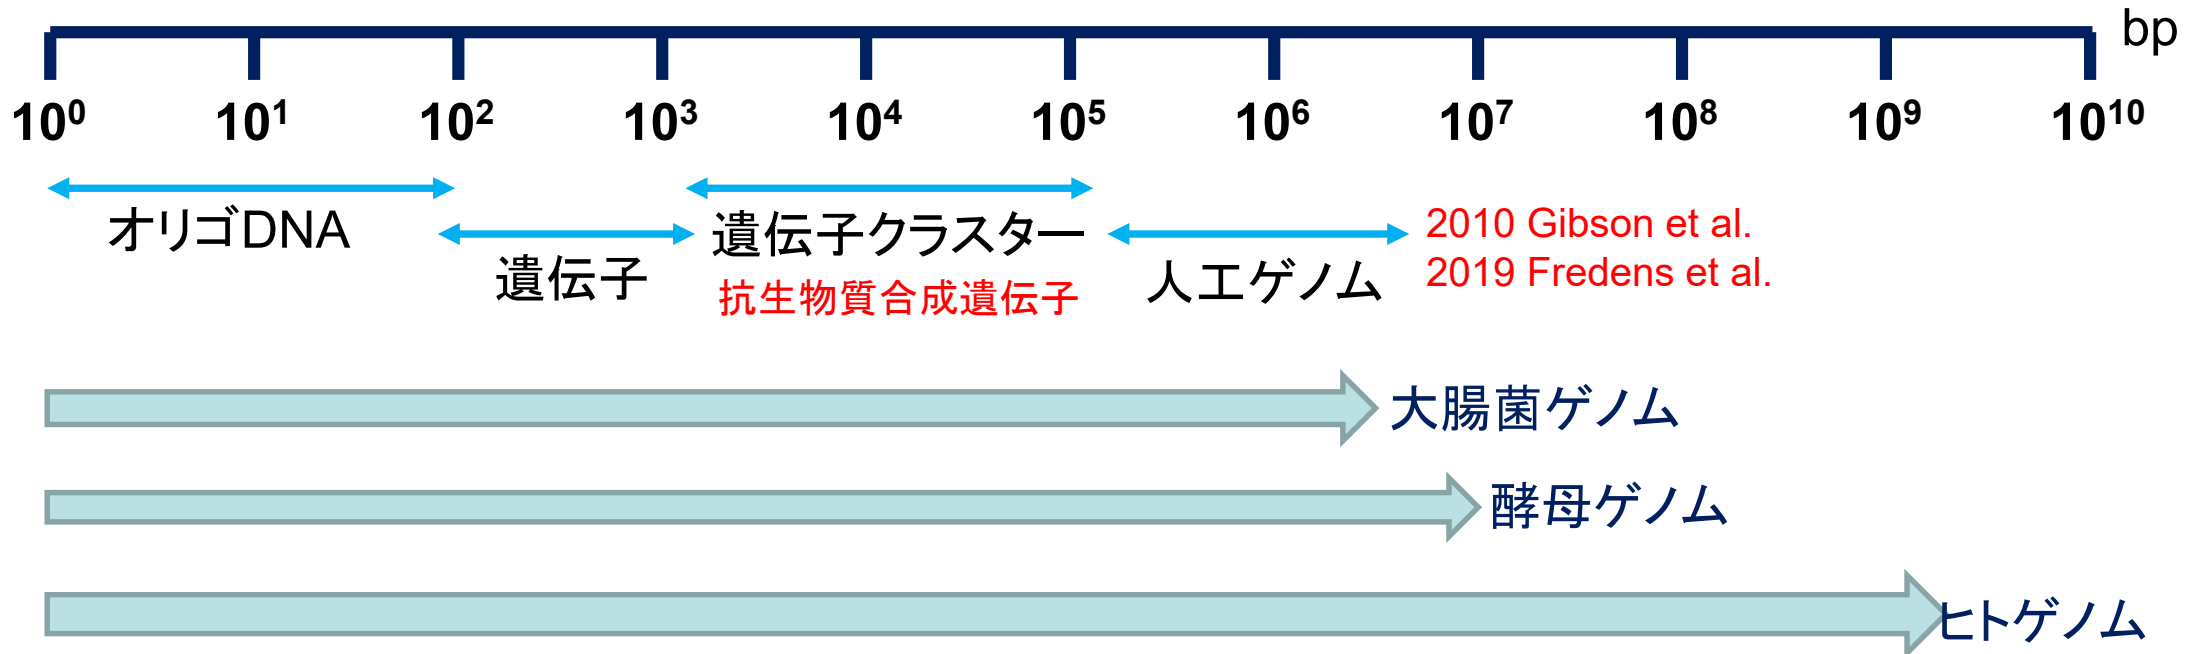 bp
10⁰ 10¹ 10² 10³ 10⁴ 10⁵ 10⁶ 10⁷ 10⁸ 10⁹ 10¹⁰
オリゴDNA
遺伝子
遺伝子クラスター
抗生物質合成遺伝子
人工ゲノム
2010 Gibson et al.
2019 Fredens et al.
大腸菌ゲノム
酵母ゲノム
ヒトゲノム